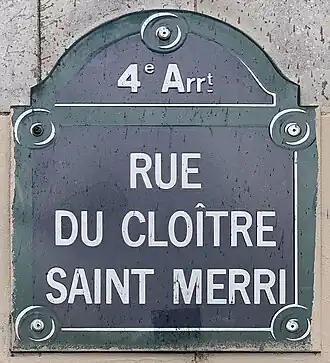 4e Arrt
RUE
DU CLOÎTRE
SAINT MERRI